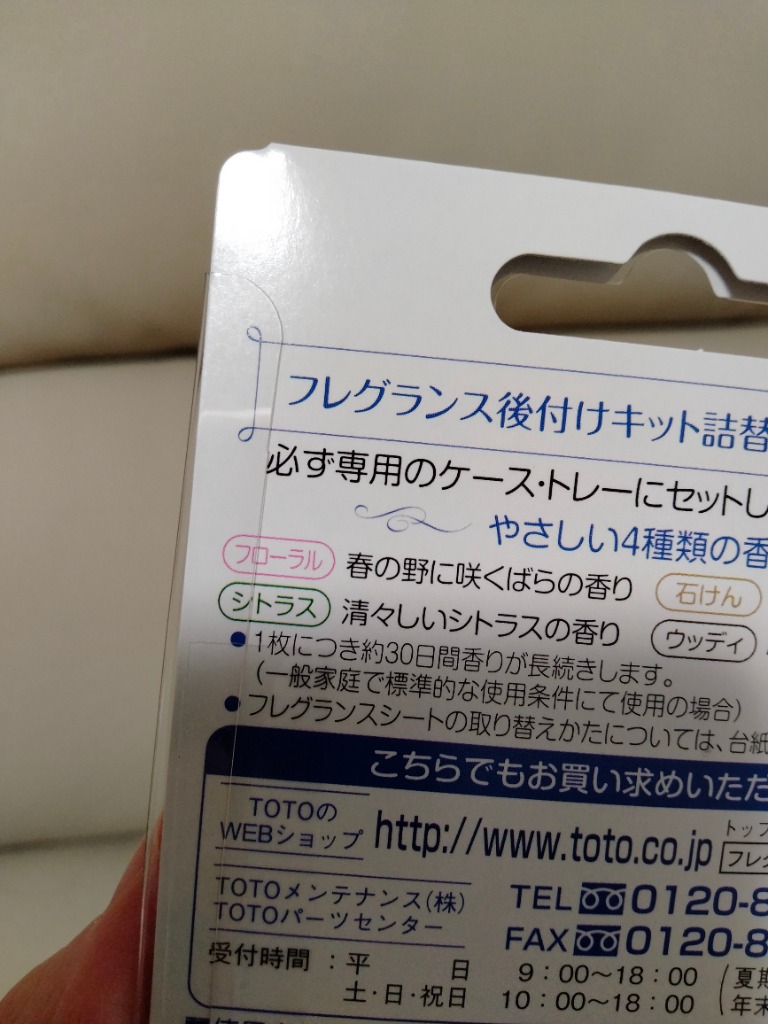 フレグランス後付けキット詰替
必ず専用のケース・トレーにセットし
やさしい4種類の香
フローラル 春の野に咲くばらの香り 石けん
シトラス 清々しいシトラスの香り ウッディ
●1枚につき約30日間香りが長続きします。
(一般家庭で標準的な使用条件にて使用の場合)
●フレグランスシートの取り替えかたについては、台紙
こちらでもお買い求めいただ
TOTOの
WEBショップ http://www.toto.co.jp トップ
フレグ
TOTOメンテナンス(株)
TOTOパーツセンター
TEL 0120-8
FAX 0120-8
受付時間：平 日 9：00〜18：00 (夏期
土・日・祝日 10：00〜18：00 年末